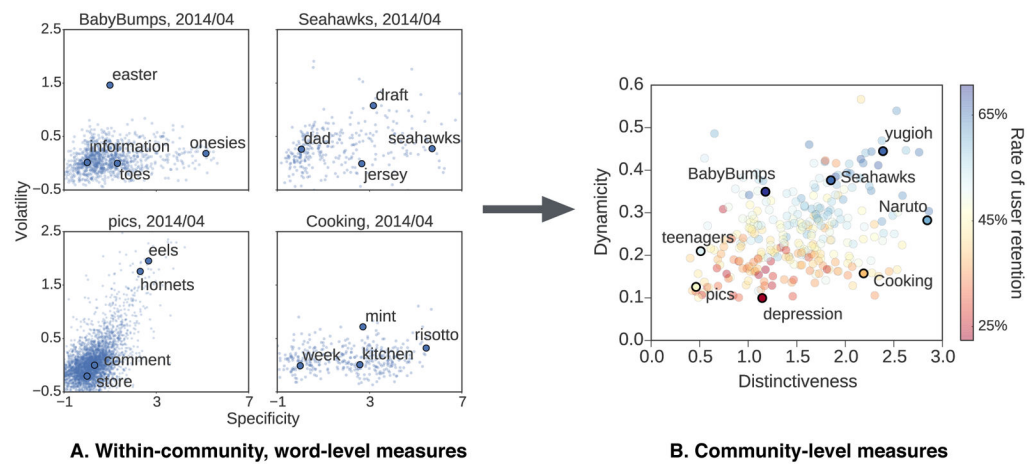 BabyBumps, 2014/04
Seahawks, 2014/04
2.5
1.5
0.5
−0.5
easter
information
toes
onesies
draft
dad
seahawks
jersey
Volatility
pics, 2014/04
Cooking, 2014/04
2.5
1.5
0.5
−0.5
eels
hornets
comment
store
mint
risotto
week
kitchen
−1 3 7
−1 3 7
Specificity
A. Within-community, word-level measures
0.6
0.5
0.4
0.3
0.2
0.1
0.0
Dynamicity
yugioh
BabyBumps
Seahawks
Naruto
teenagers
Cooking
pics
depression
0.0 0.5 1.0 1.5 2.0 2.5 3.0
Distinctiveness
65%
45%
25%
Rate of user retention
B. Community-level measures